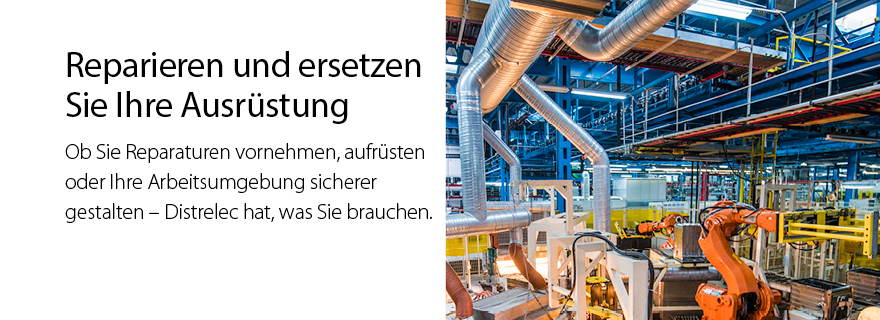 Reparieren und ersetzen
Sie Ihre Ausrüstung
Ob Sie Reparaturen vornehmen, aufrüsten
oder Ihre Arbeitsumgebung sicherer
gestalten – Distrelec hat, was Sie brauchen.